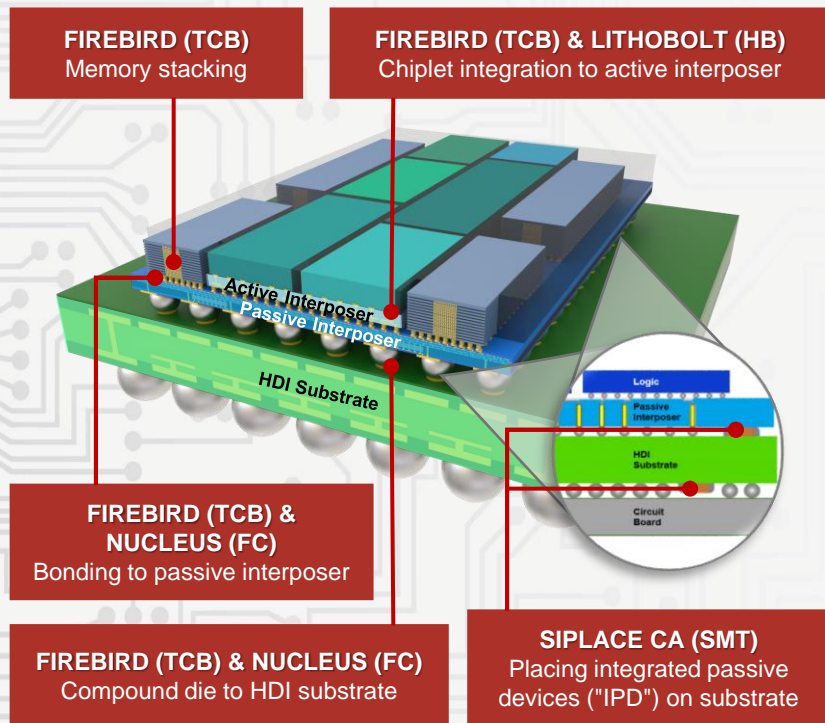 FIREBIRD (TCB)
Memory stacking
FIREBIRD (TCB) & LITHOBOLT (HB)
Chiplet integration to active interposer
Active Interposer
Passive Interposer
HDI Substrate
Logic
Passive
Interposer
HDI
Substrate
Circuit
Board
FIREBIRD (TCB) &
NUCLEUS (FC)
Bonding to passive interposer
FIREBIRD (TCB) & NUCLEUS (FC)
Compound die to HDI substrate
SIPLACE CA (SMT)
Placing integrated passive
devices ("IPD") on substrate